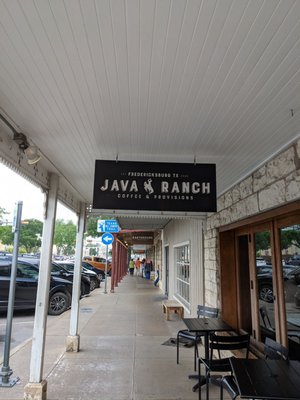 FREDERICKSBURG TX
JAVA RANCH
COFFEE & PROVISIONS